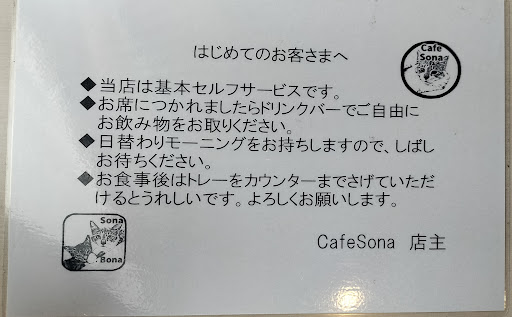 はじめてのお客さまへ
Cafe
Sona
◆当店は基本セルフサービスです。
◆お席につかれましたらドリンクバーでご自由に
お飲み物をお取りください。
◆日替わりモーニングをお持ちしますので、しばし
お待ちください。
◆お食事後はトレーをカウンターまでさげていただ
けるとうれしいです。よろしくお願いします。
Sona
Bona
CafeSona 店主